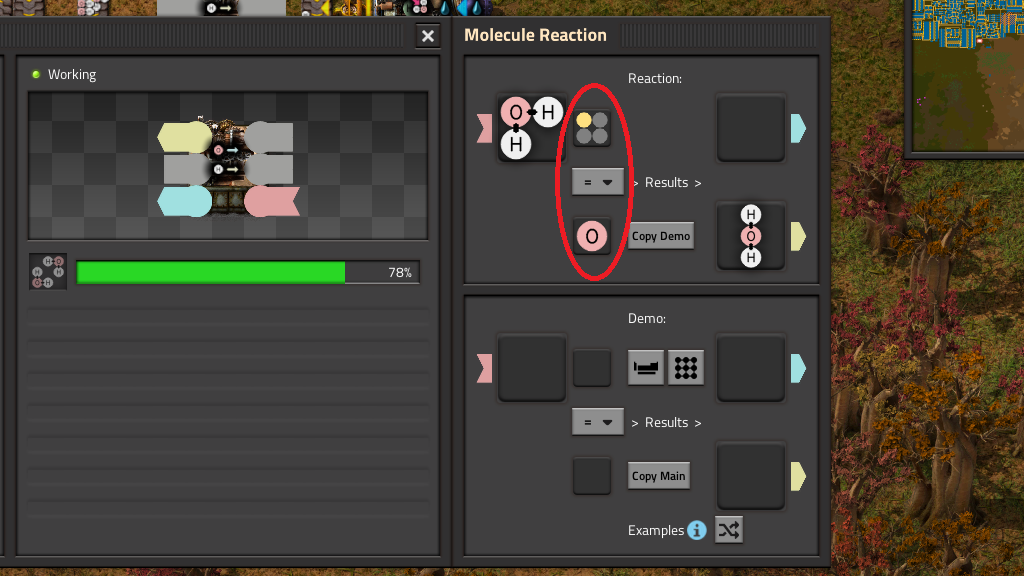 Molecule Reaction
Working
Reaction:
O H
H
O
H
= > Results >
O Copy Demo
H
O
H
78%
Demo:
= > Results >
Copy Main
Examples